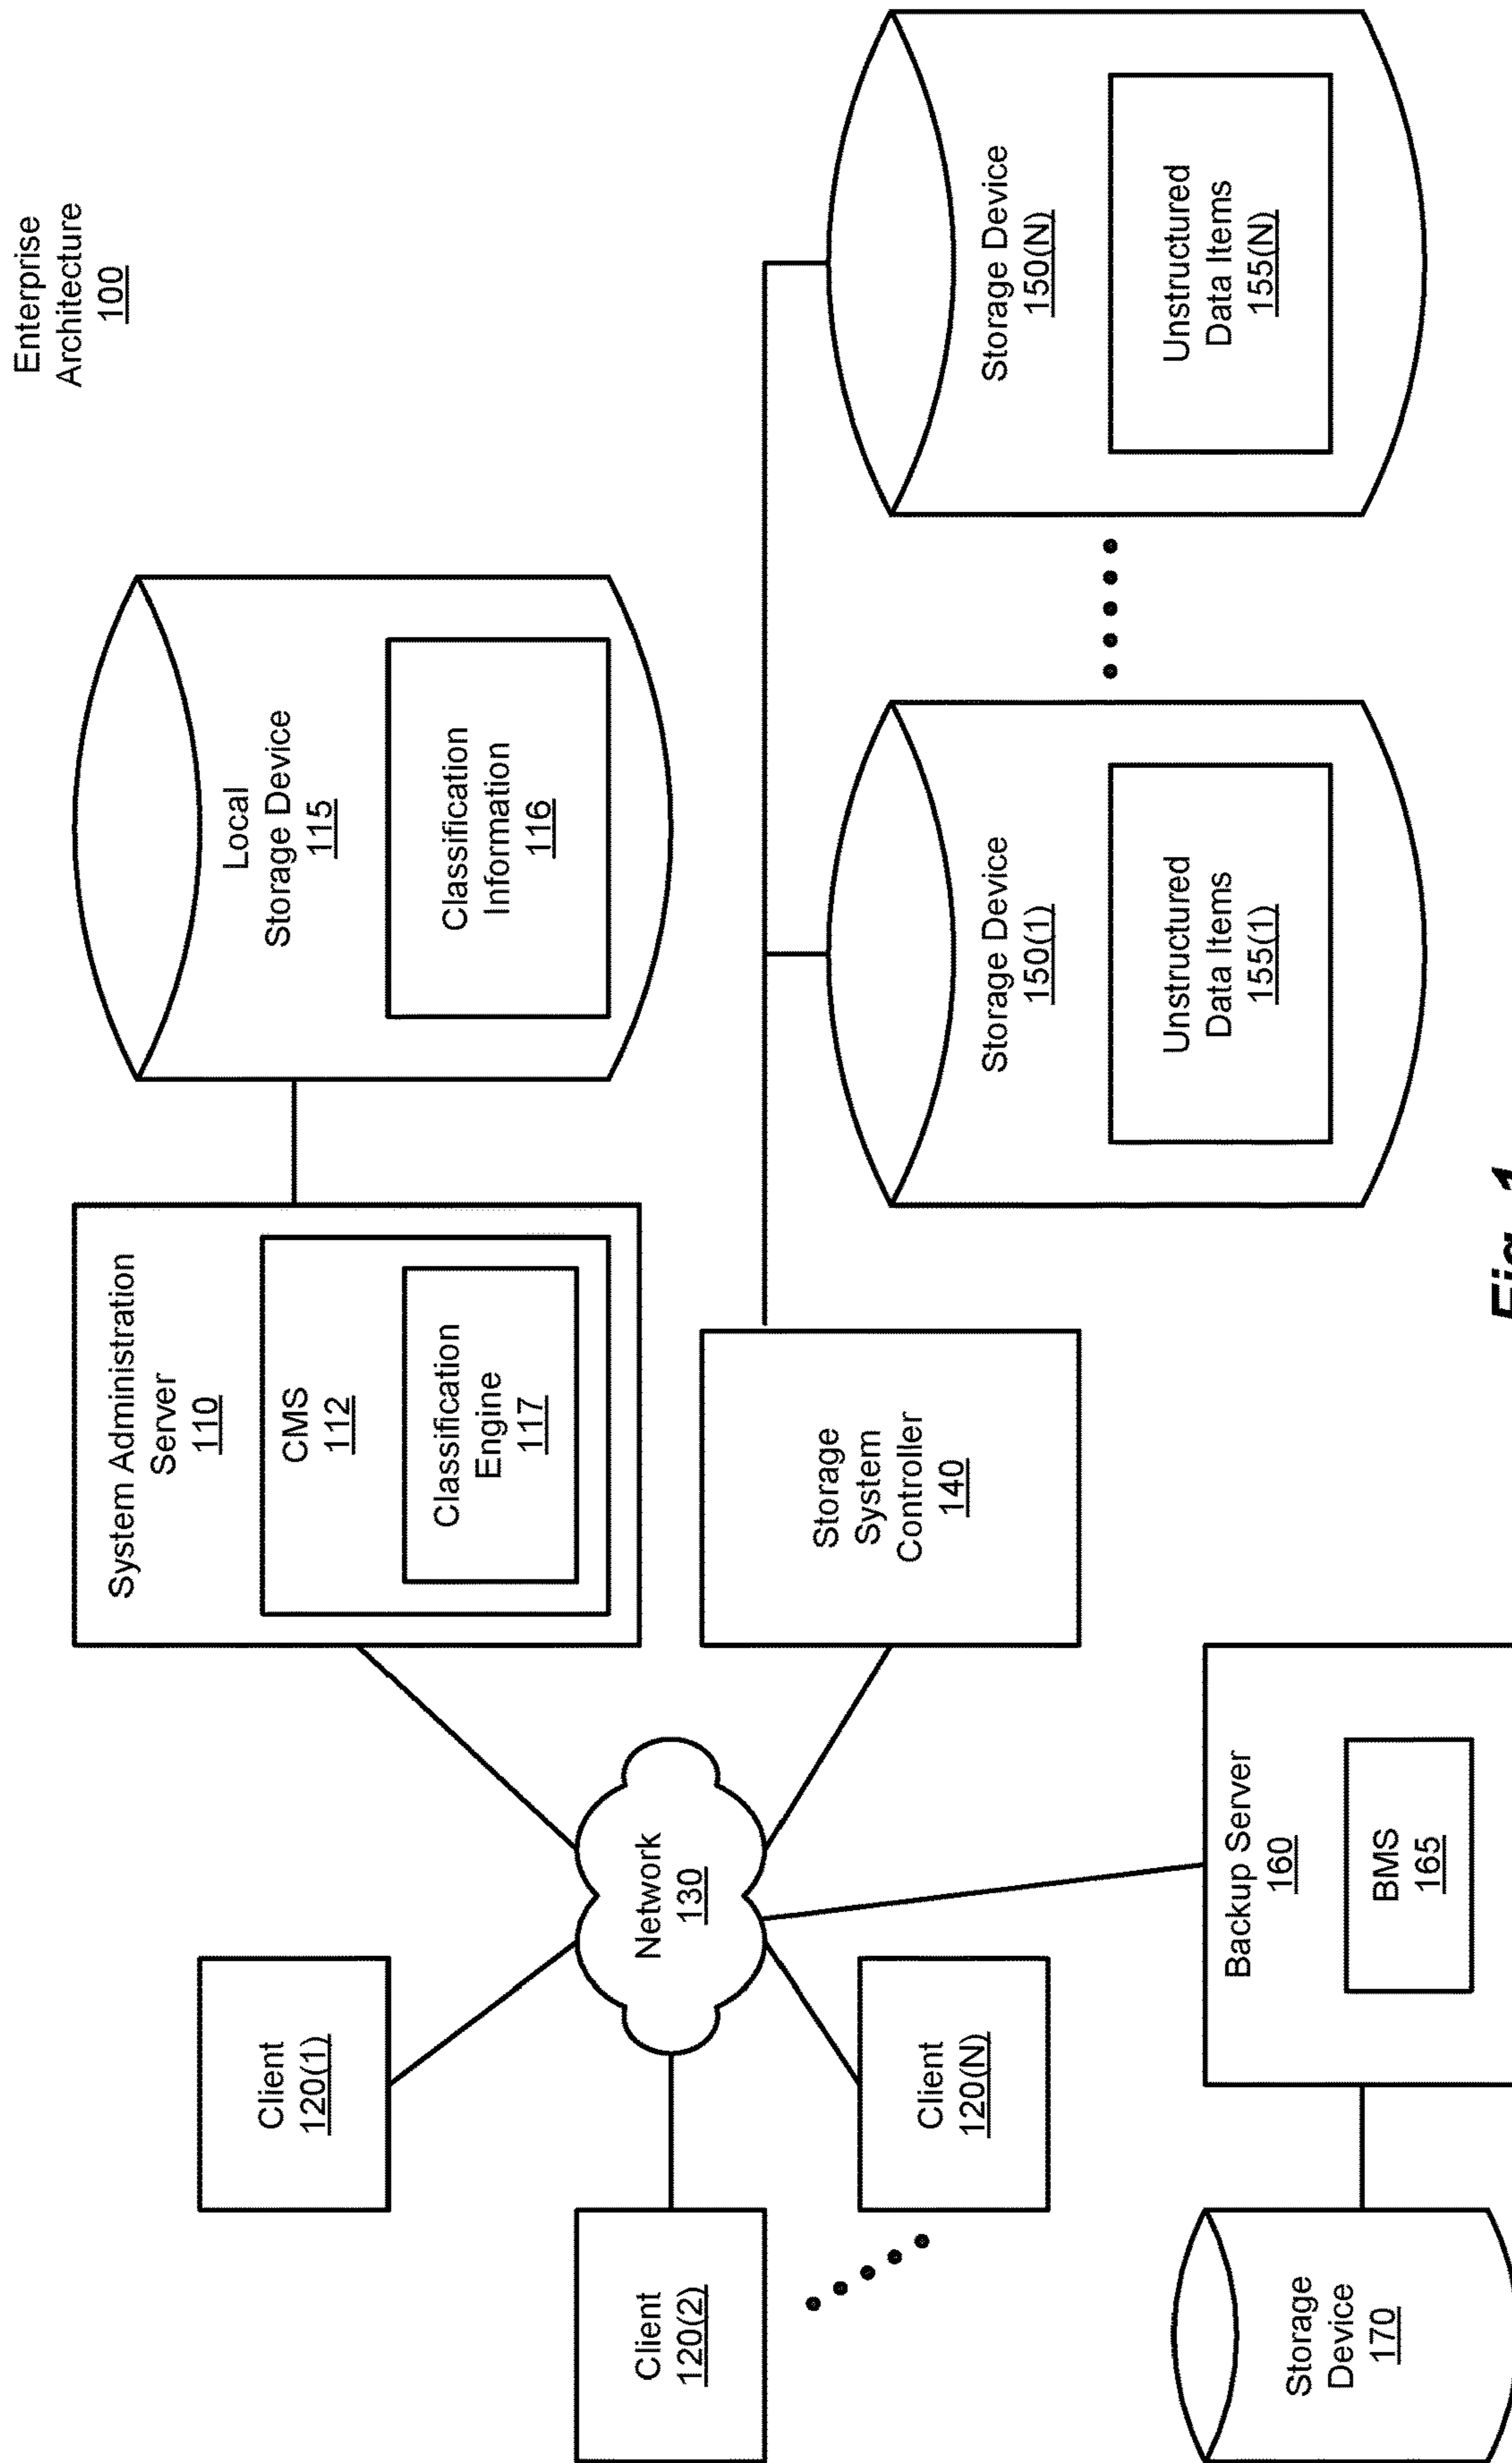 Enterprise
Architecture
100
System Administration
Server
110
CMS
112
Classification
Engine
117
Local
Storage Device
115
Classification
Information
116
Client
120(1)
Client
120(2)
Client
120(N)
Network
130
Storage
System
Controller
140
Storage Device
150(1)
Unstructured
Data Items
155(1)
Storage Device
150(N)
Unstructured
Data Items
155(N)
Backup Server
160
BMS
165
Storage
Device
170
Fig. 1